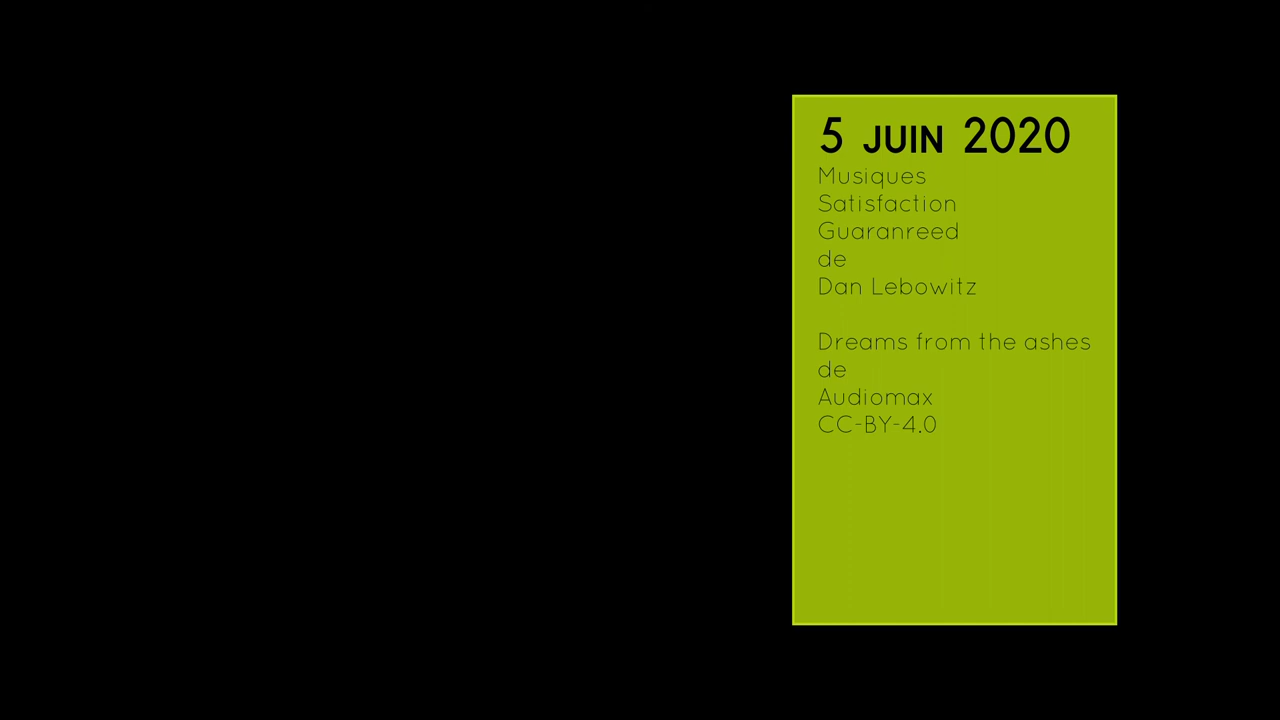 5 JUIN 2020
Musiques
Satisfaction
Guaranreed
de
Dan Lebowitz
Dreams from the ashes
de
Audiomax
CC-BY-4.0